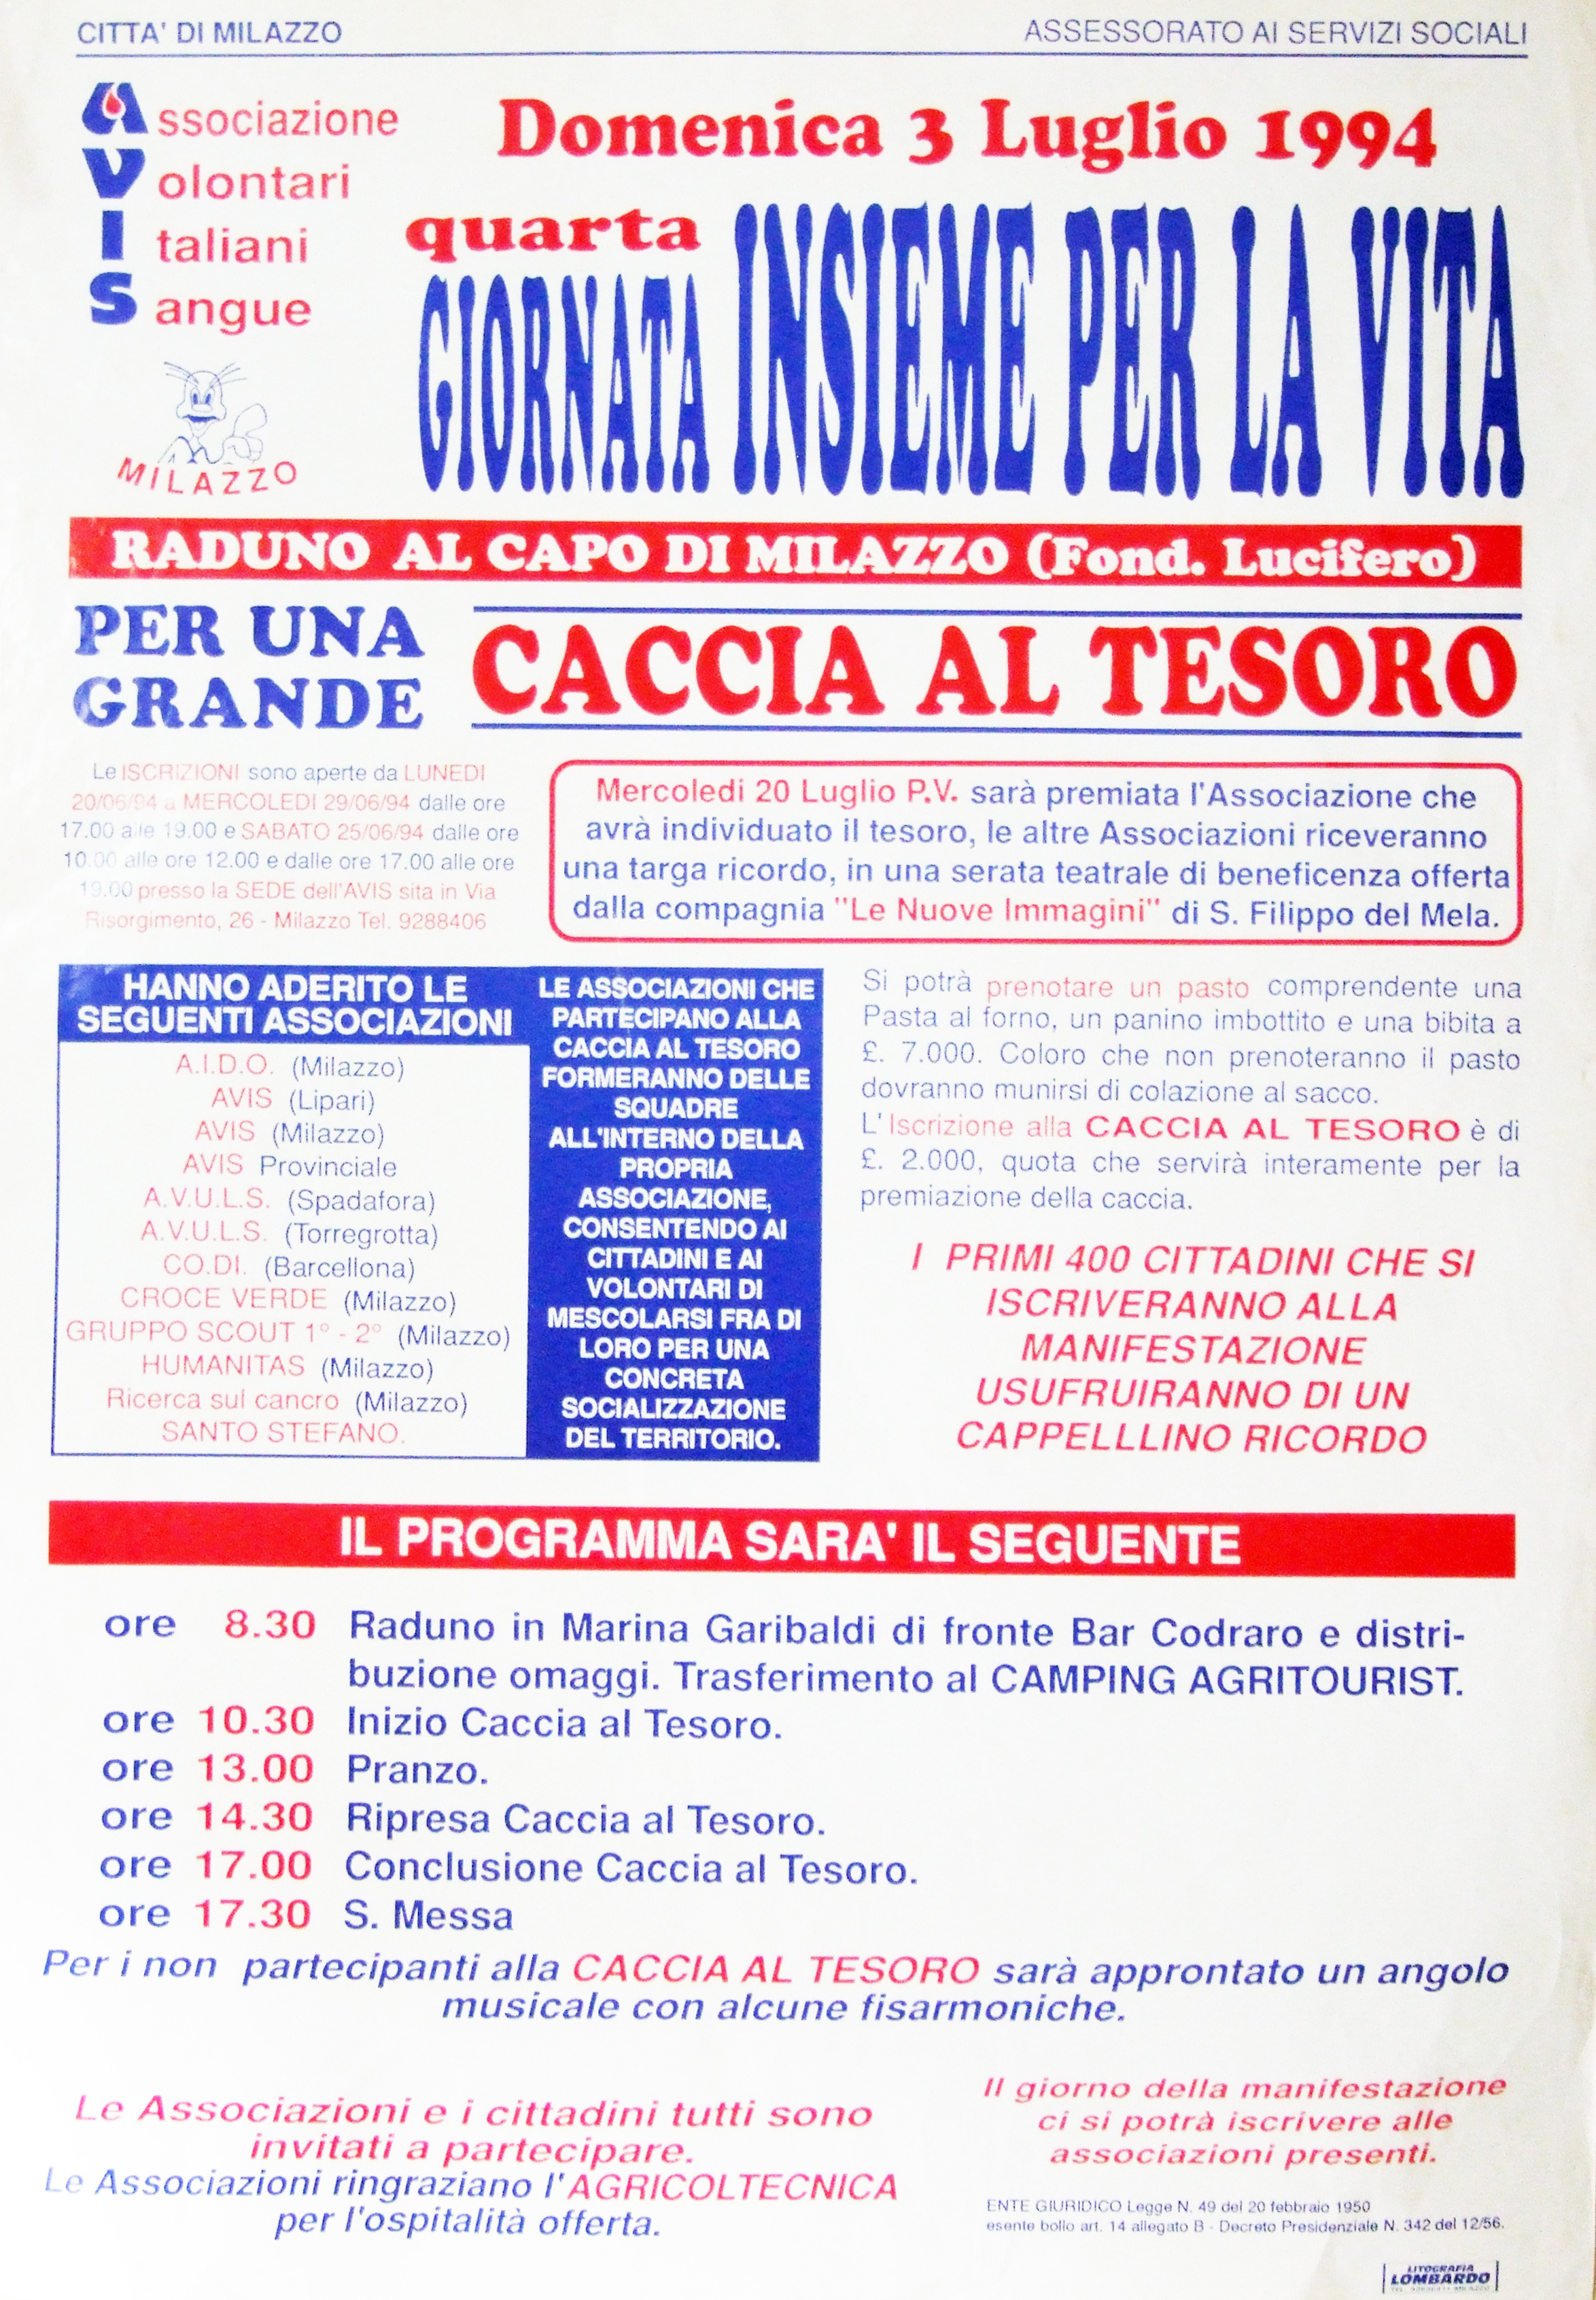 CITTA' DI MILAZZO
ASSESSORATO AI SERVIZI SOCIALI
Associazione
Volontari
Italiani
Sangue
MILAZZO
Domenica 3 Luglio 1994
quarta
GIORNATA INSIEME PER LA VITA
RADUNO AL CAPO DI MILAZZO (Fond. Lucifero)
PER UNA
GRANDE
CACCIA AL TESORO
Le ISCRIZIONI sono aperte da LUNEDI
20/06/94 a MERCOLEDI 29/06/94 dalle ore
17.00 alle 19.00 e SABATO 25/06/94 dalle ore
10.00 alle ore 12.00 e dalle ore 17.00 alle ore
19.00 presso la SEDE dell'AVIS sita in Via
Risorgimento, 26 - Milazzo Tel. 9288406
Mercoledi 20 Luglio P.V. sarà premiata l'Associazione che
avrà individuato il tesoro, le altre Associazioni riceveranno
una targa ricordo, in una serata teatrale di beneficenza offerta
dalla compagnia "Le Nuove Immagini" di S. Filippo del Mela.
HANNO ADERITO LE
SEGUENTI ASSOCIAZIONI
A.I.D.O. (Milazzo)
AVIS (Lipari)
AVIS (Milazzo)
AVIS Provinciale
A.V.U.L.S. (Spadafora)
A.V.U.L.S. (Torregrotta)
CO.DI. (Barcellona)
CROCE VERDE (Milazzo)
GRUPPO SCOUT 1° - 2° (Milazzo)
HUMANITAS (Milazzo)
Ricerca sul cancro (Milazzo)
SANTO STEFANO.
LE ASSOCIAZIONI CHE
PARTECIPANO ALLA
CACCIA AL TESORO
FORMERANNO DELLE
SQUADRE
ALL'INTERNO DELLA
PROPRIA
ASSOCIAZIONE,
CONSENTENDO AI
CITTADINI E AI
VOLONTARI DI
MESCOLARSI FRA DI
LORO PER UNA
CONCRETA
SOCIALIZZAZIONE
DEL TERRITORIO.
Si potrà prenotare un pasto comprendente una
Pasta al forno, un panino imbottito e una bibita a
£. 7.000. Coloro che non prenoteranno il pasto
dovranno munirsi di colazione al sacco.
L'Iscrizione alla CACCIA AL TESORO è di
£. 2.000, quota che servirà interamente per la
premiazione della caccia.
I PRIMI 400 CITTADINI CHE SI
ISCRIVERANNO ALLA
MANIFESTAZIONE
USUFRUIRANNO DI UN
CAPPELLLINO RICORDO
IL PROGRAMMA SARA' IL SEGUENTE
ore 8.30 Raduno in Marina Garibaldi di fronte Bar Codraro e distri-
buzione omaggi. Trasferimento al CAMPING AGRITOURIST.
ore 10.30 Inizio Caccia al Tesoro.
ore 13.00 Pranzo.
ore 14.30 Ripresa Caccia al Tesoro.
ore 17.00 Conclusione Caccia al Tesoro.
ore 17.30 S. Messa
Per i non partecipanti alla CACCIA AL TESORO sarà approntato un angolo
musicale con alcune fisarmoniche.
Le Associazioni e i cittadini tutti sono
invitati a partecipare.
Le Associazioni ringraziano l'AGRICOLTECNICA
per l'ospitalità offerta.
Il giorno della manifestazione
ci si potrà iscrivere alle
associazioni presenti.
ENTE GIURIDICO Legge N. 49 del 20 febbraio 1950
esente bollo art. 14 allegato B - Decreto Presidenziale N. 342 del 12/56.
LITOGRAFIA
LOMBARDO